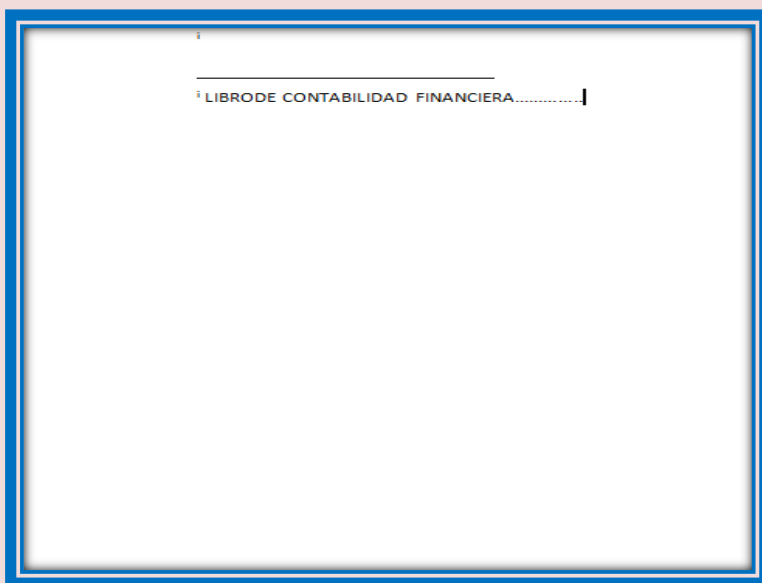 i
i LIBRODE CONTABILIDAD FINANCIERA..............